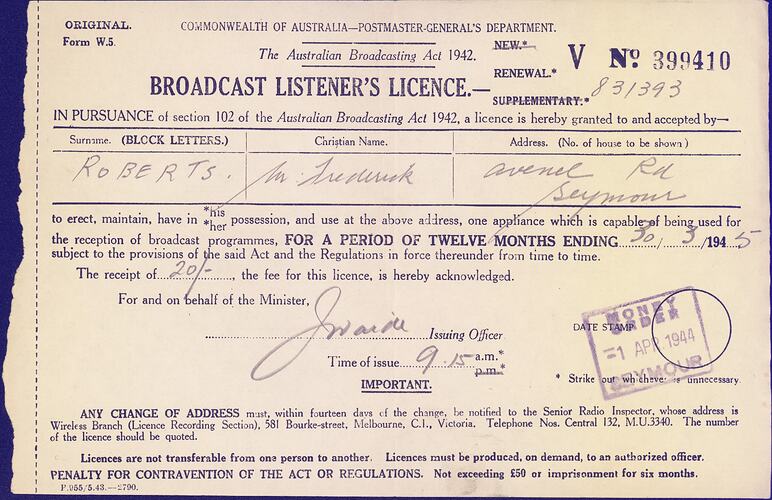 ORIGINAL.
Form W.5.
COMMONWEALTH OF AUSTRALIA—POSTMASTER-GENERAL'S DEPARTMENT.
The Australian Broadcasting Act 1942.
BROADCAST LISTENER'S LICENCE.—
NEW.*
RENEWAL.*
SUPPLEMENTARY:*
V No. 399410
831393
IN PURSUANCE of section 102 of the Australian Broadcasting Act 1942, a licence is hereby granted to and accepted by—
Surname. (BLOCK LETTERS.) Christian Name. Address. (No. of house to be shown)
ROBERTS. Mr Frederick Avenel Rd
Seymour
to erect, maintain, have in *his *her possession, and use at the above address, one appliance which is capable of being used for
the reception of broadcast programmes, FOR A PERIOD OF TWELVE MONTHS ENDING 30/3/1945
subject to the provisions of the said Act and the Regulations in force thereunder from time to time.
The receipt of 20/-, the fee for this licence, is hereby acknowledged.
For and on behalf of the Minister,
Issuing Officer
DATE STAMP
MONEY
ORDER
-1 APR 1944
SEYMOUR
Time of issue 9.15 a.m.*
p.m.*
* Strike out whichever is unnecessary.
IMPORTANT.
ANY CHANGE OF ADDRESS must, within fourteen days of the change, be notified to the Senior Radio Inspector, whose address is
Wireless Branch (Licence Recording Section), 581 Bourke-street, Melbourne, C.1., Victoria. Telephone Nos. Central 132, M.U.3340. The number
of the licence should be quoted.
Licences are not transferable from one person to another. Licences must be produced, on demand, to an authorized officer.
PENALTY FOR CONTRAVENTION OF THE ACT OR REGULATIONS. Not exceeding £50 or imprisonment for six months.
P.955/5.43.—2790.